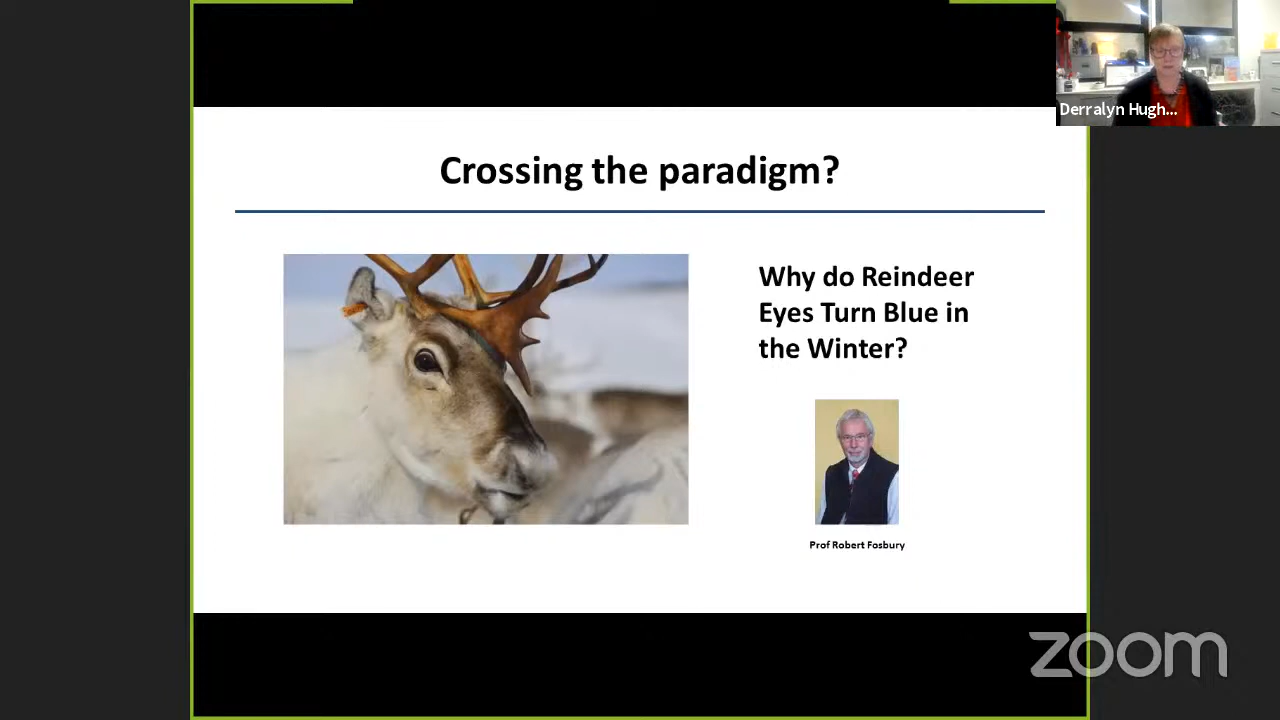 Crossing the paradigm?
Why do Reindeer
Eyes Turn Blue in
the Winter?
Prof Robert Fosbury
Derralyn Hugh...
zoom